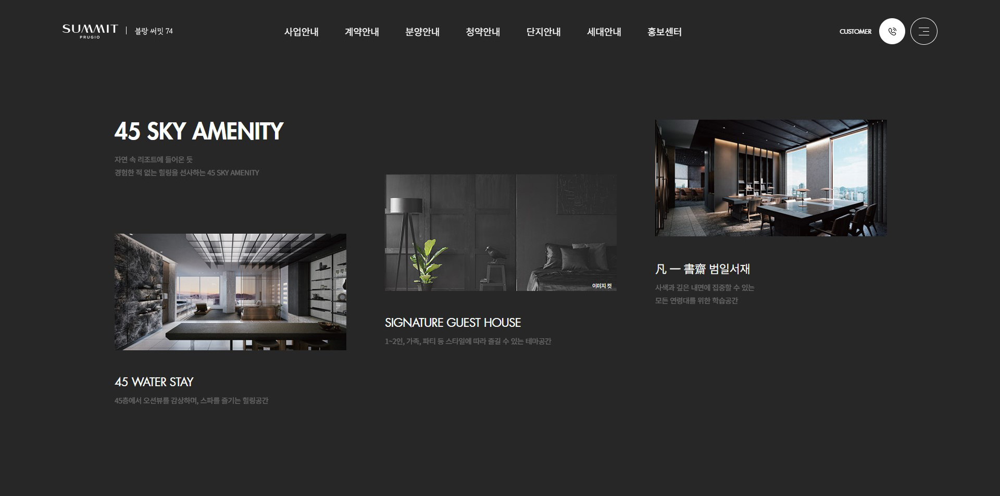 SUMMIT
PRUGIO
블랑 써밋 74
사업안내
계약안내
분양안내
청약안내
단지안내
세대안내
홍보센터
CUSTOMER
45 SKY AMENITY
자연 속 리조트에 들어온 듯
경험한 적 없는 힐링을 선사하는 45 SKY AMENITY
45 WATER STAY
45층에서 오션뷰를 감상하며, 스파를 즐기는 힐링공간
이미지 컷
SIGNATURE GUEST HOUSE
1~2인, 가족, 파티 등 스타일에 따라 즐길 수 있는 테마공간
凡 一 書齋 범일서재
사색과 깊은 내면에 집중할 수 있는
모든 연령대를 위한 학습공간